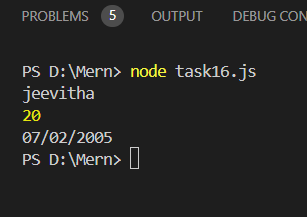 PROBLEMS 5 OUTPUT DEBUG CON
PS D:\Mern> node task16.js
jeevitha
20
07/02/2005
PS D:\Mern>